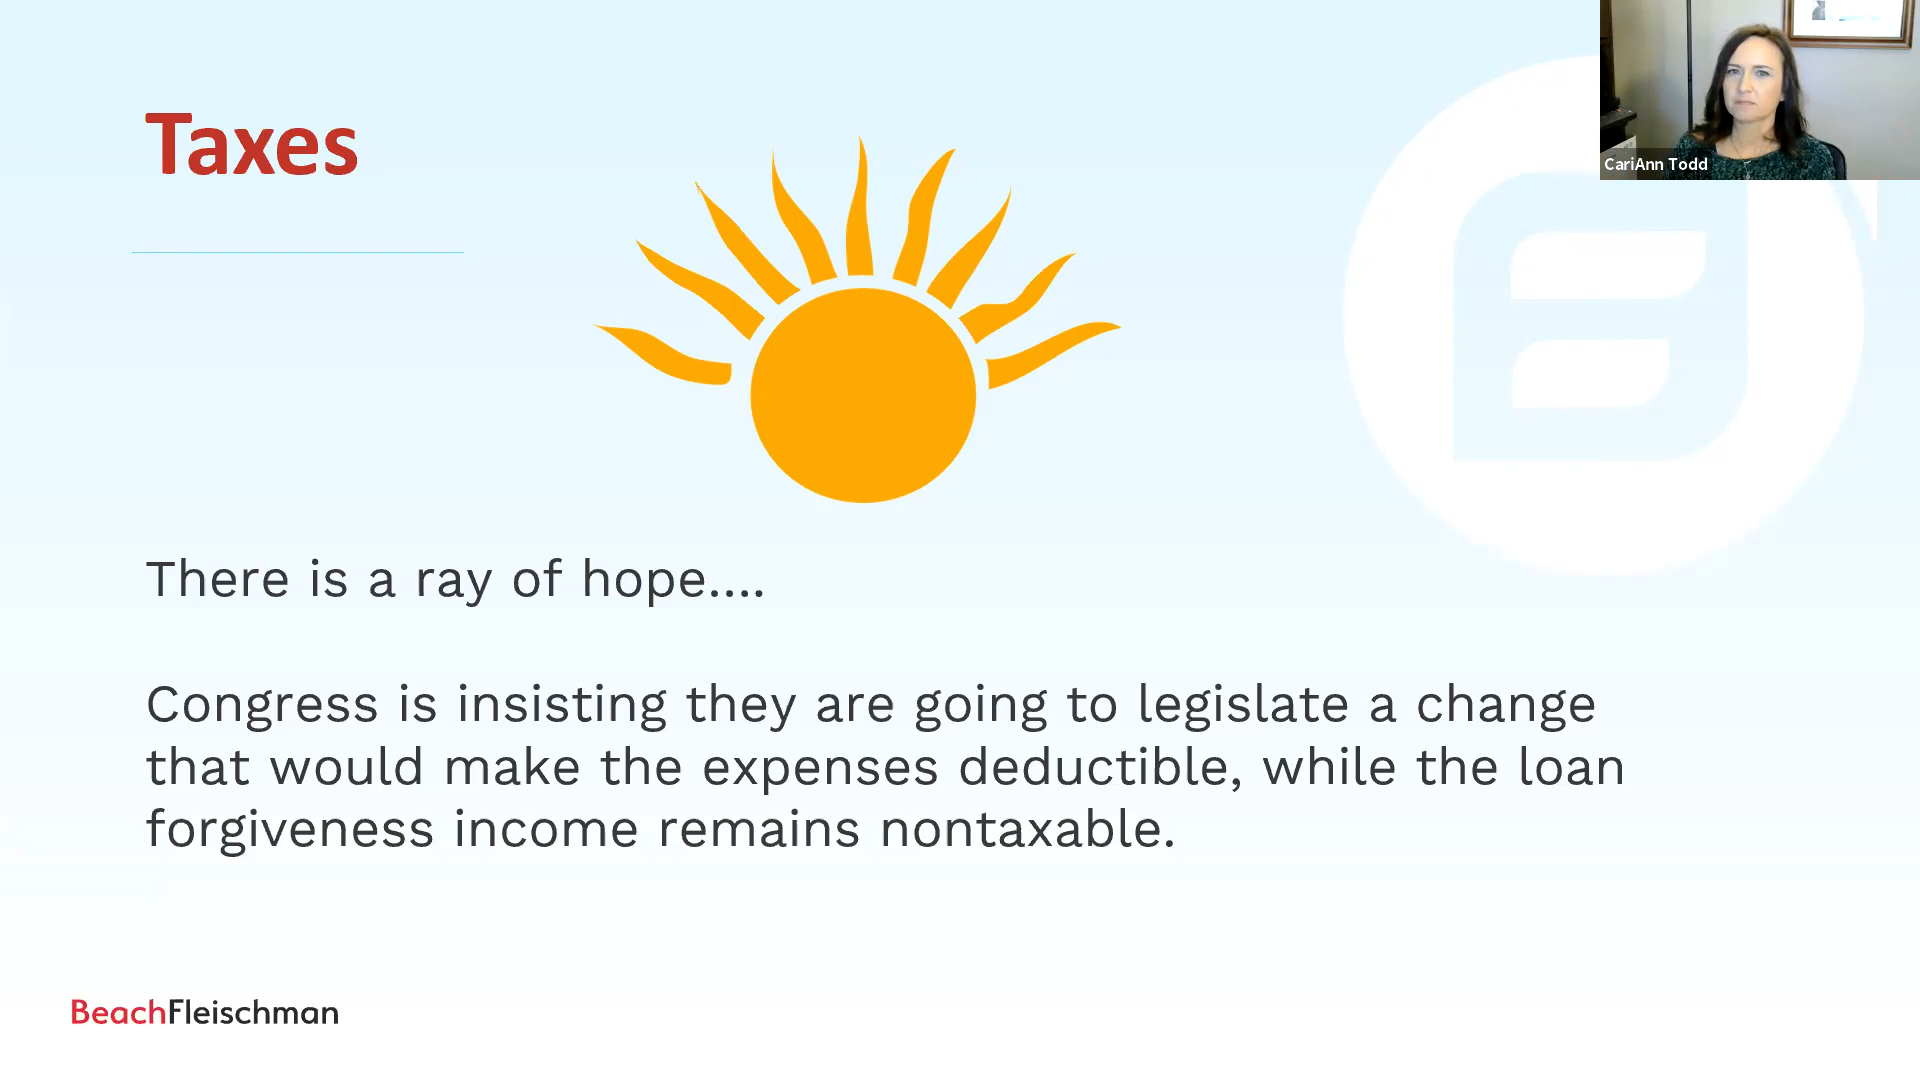 Taxes
CariAnn Todd
There is a ray of hope....
Congress is insisting they are going to legislate a change
that would make the expenses deductible, while the loan
forgiveness income remains nontaxable.
BeachFleischman